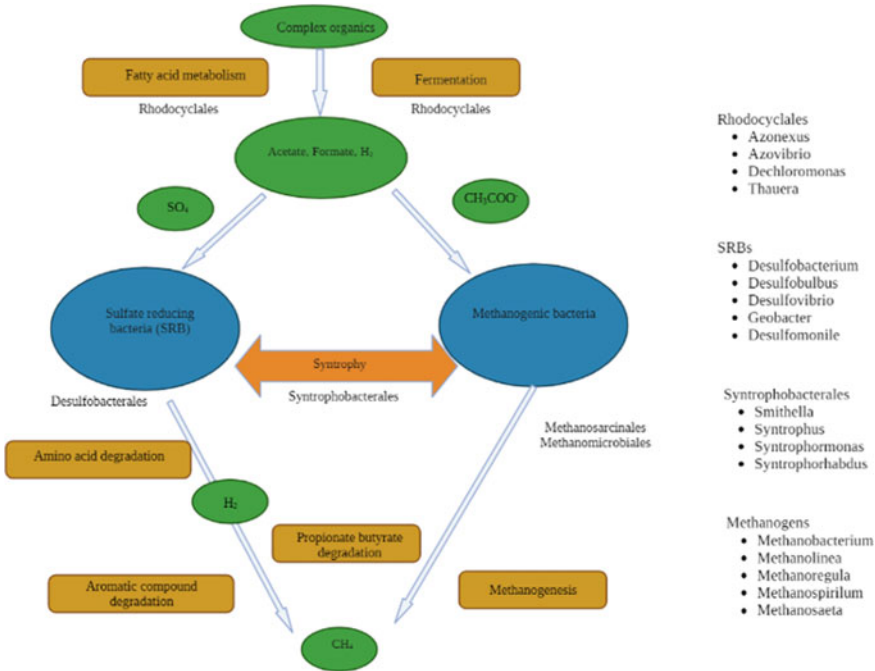 Complex organics
Fatty acid metabolism
Fermentation
Rhodocyclales
Rhodocyclales
Acetate, Formate, H₂
SO₄
CH₃COO⁻
Sulfate reducing
bacteria (SRB)
Methanogenic bacteria
Syntrophy
Syntrophobacterales
Desulfobacterales
Methanosarcinales
Methanomicrobiales
Amino acid degradation
H₂
Propionate butyrate
degradation
Aromatic compound
degradation
Methanogenesis
CH₄
Rhodocyclales
• Azonexus
• Azovibrio
• Dechloromonas
• Thauera
SRBs
• Desulfobacterium
• Desulfobulbus
• Desulfovibrio
• Geobacter
• Desulfomonile
Syntrophobacterales
• Smithella
• Syntrophus
• Syntrophormonas
• Syntrophorhabdus
Methanogens
• Methanobacterium
• Methanolinea
• Methanoregula
• Methanospirilum
• Methanosaeta